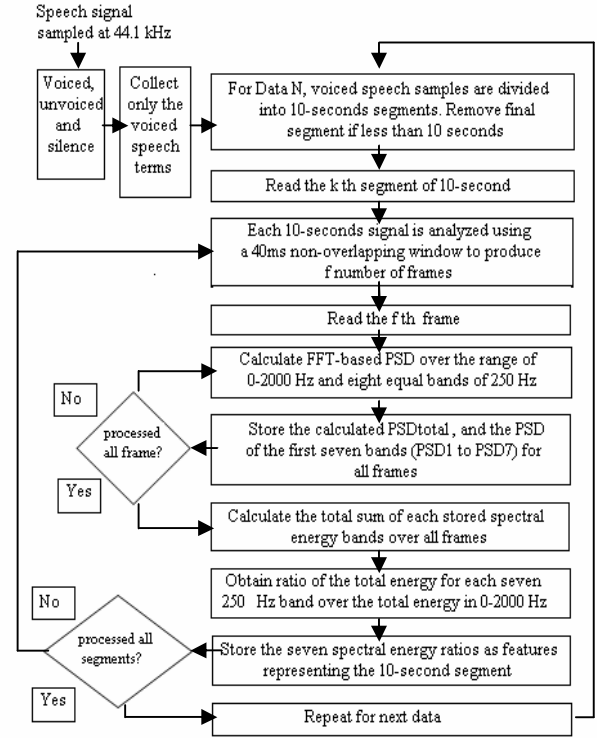 Speech signal
sampled at 44.1 kHz
Voiced,
unvoiced
and
silence
Collect
only the
voiced
speech
terms
For Data N, voiced speech samples are divided
into 10-seconds segments. Remove final
segment if less than 10 seconds
Read the k th segment of 10-second
Each 10-seconds signal is analyzed using
a 40ms non-overlapping window to produce
f number of frames
Read the f th frame
Calculate FFT-based PSD over the range of
0-2000 Hz and eight equal bands of 250 Hz
No
processed
all frame?
Store the calculated PSDtotal, and the PSD
of the first seven bands (PSD1 to PSD7) for
all frames
Yes
Calculate the total sum of each stored spectral
energy bands over all frames
Obtain ratio of the total energy for each seven
250 Hz band over the total energy in 0-2000 Hz
No
processed all
segments?
Store the seven spectral energy ratios as features
representing the 10-second segment
Yes
Repeat for next data